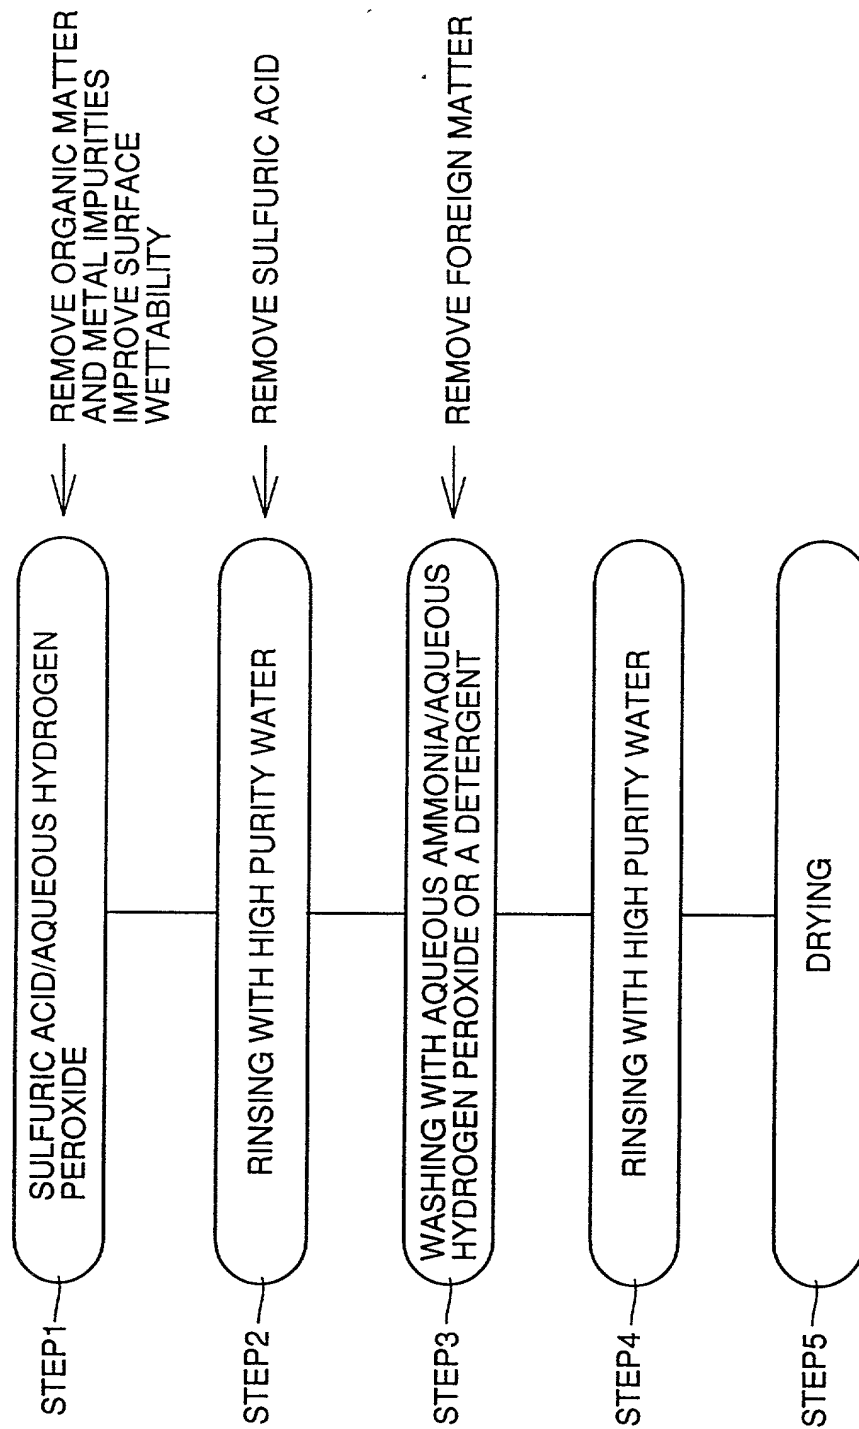 STEP1
SULFURIC ACID/AQUEOUS HYDROGEN
PEROXIDE
REMOVE ORGANIC MATTER
AND METAL IMPURITIES
IMPROVE SURFACE
WETTABILITY
STEP2
RINSING WITH HIGH PURITY WATER
REMOVE SULFURIC ACID
STEP3
WASHING WITH AQUEOUS AMMONIA/AQUEOUS
HYDROGEN PEROXIDE OR A DETERGENT
REMOVE FOREIGN MATTER
STEP4
RINSING WITH HIGH PURITY WATER
STEP5
DRYING